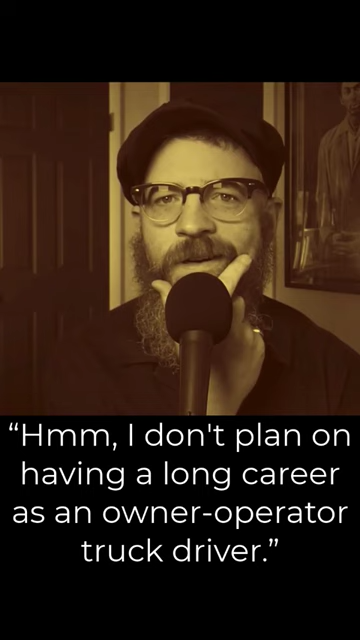 “Hmm, I don't plan on
having a long career
as an owner-operator
truck driver.”